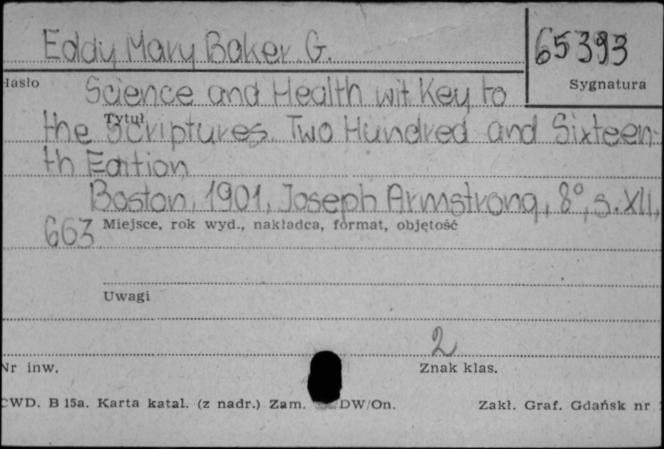 Eddy Mary Baker G. 65393
Hasło Sygnatura
Science and Health wit Key to
Tytuł
the Scriptures. Two Hundred and Sixteen-
th Edition
Boston, 1901, Joseph Armstrong, 8°, s. XII,
663 Miejsce, rok wyd., nakładca, format, objętość
Uwagi
2
Nr inw. Znak klas.
CWD. B 15a. Karta katal. (z nadr.) Zam. DW/On. Zakł. Graf. Gdańsk nr